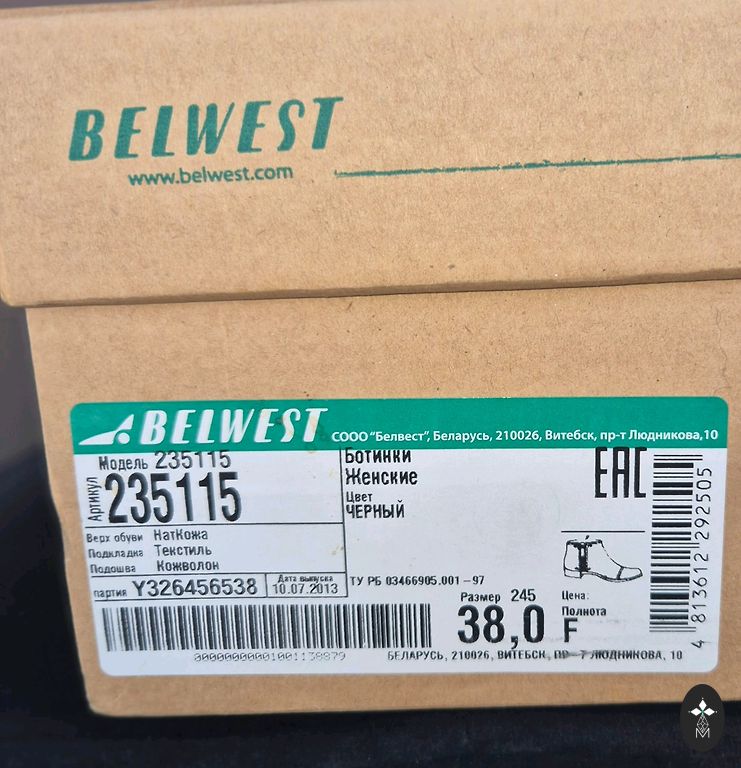 BELWEST
www.belwest.com
BELWEST СООО "Белвест", Беларусь, 210026, Витебск, пр-т Людникова,10
Модель 235115
Артикул 235115
Верх обуви НатКожа
Подкладка Текстиль
Подошва Кожволон
партия Y326456538
Дата выпуска
10.07.2013
00000000001001138879
Ботинки
Женские
Цвет
ЧЕРНЫЙ
ТУ РБ 03466905.001-97
Размер 245
38,0
Цена:
Полнота
F
БЕЛАРУСЬ, 210026, ВИТЕБСК, ПР-Т ЛЮДНИКОВА, 10
EAC
4 813612 292505
M